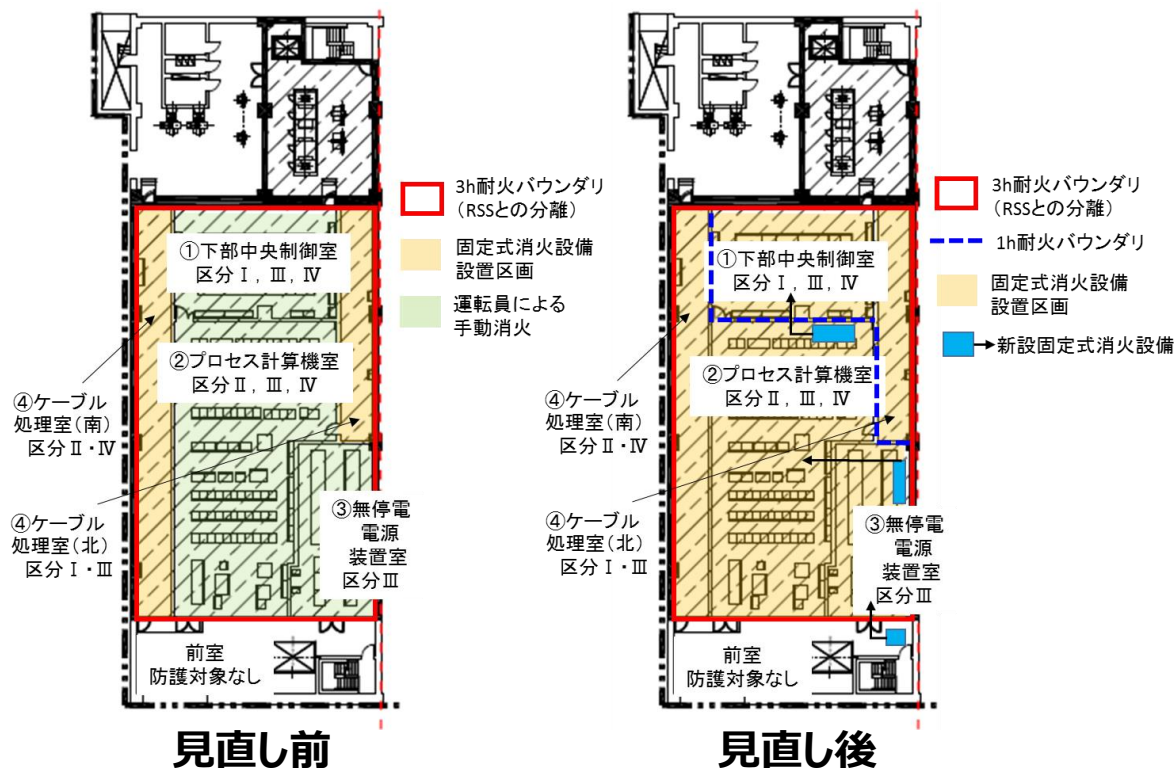 ①下部中央制御室
区分Ⅰ, Ⅲ, Ⅳ
②プロセス計算機室
区分Ⅱ, Ⅲ, Ⅳ
④ケーブル
処理室(南)
区分Ⅱ・Ⅳ
④ケーブル
処理室(北)
区分Ⅰ・Ⅲ
③無停電
電源
装置室
区分Ⅲ
前室
防護対象なし
3h耐火バウンダリ
(RSSとの分離)
固定式消火設備
設置区画
運転員による
手動消火
見直し前
①下部中央制御室
区分Ⅰ, Ⅲ, Ⅳ
②プロセス計算機室
区分Ⅱ, Ⅲ, Ⅳ
④ケーブル
処理室(南)
区分Ⅱ・Ⅳ
④ケーブル
処理室(北)
区分Ⅰ・Ⅲ
③無停電
電源
装置室
区分Ⅲ
前室
防護対象なし
3h耐火バウンダリ
(RSSとの分離)
1h耐火バウンダリ
固定式消火設備
設置区画
新設固定式消火設備
見直し後